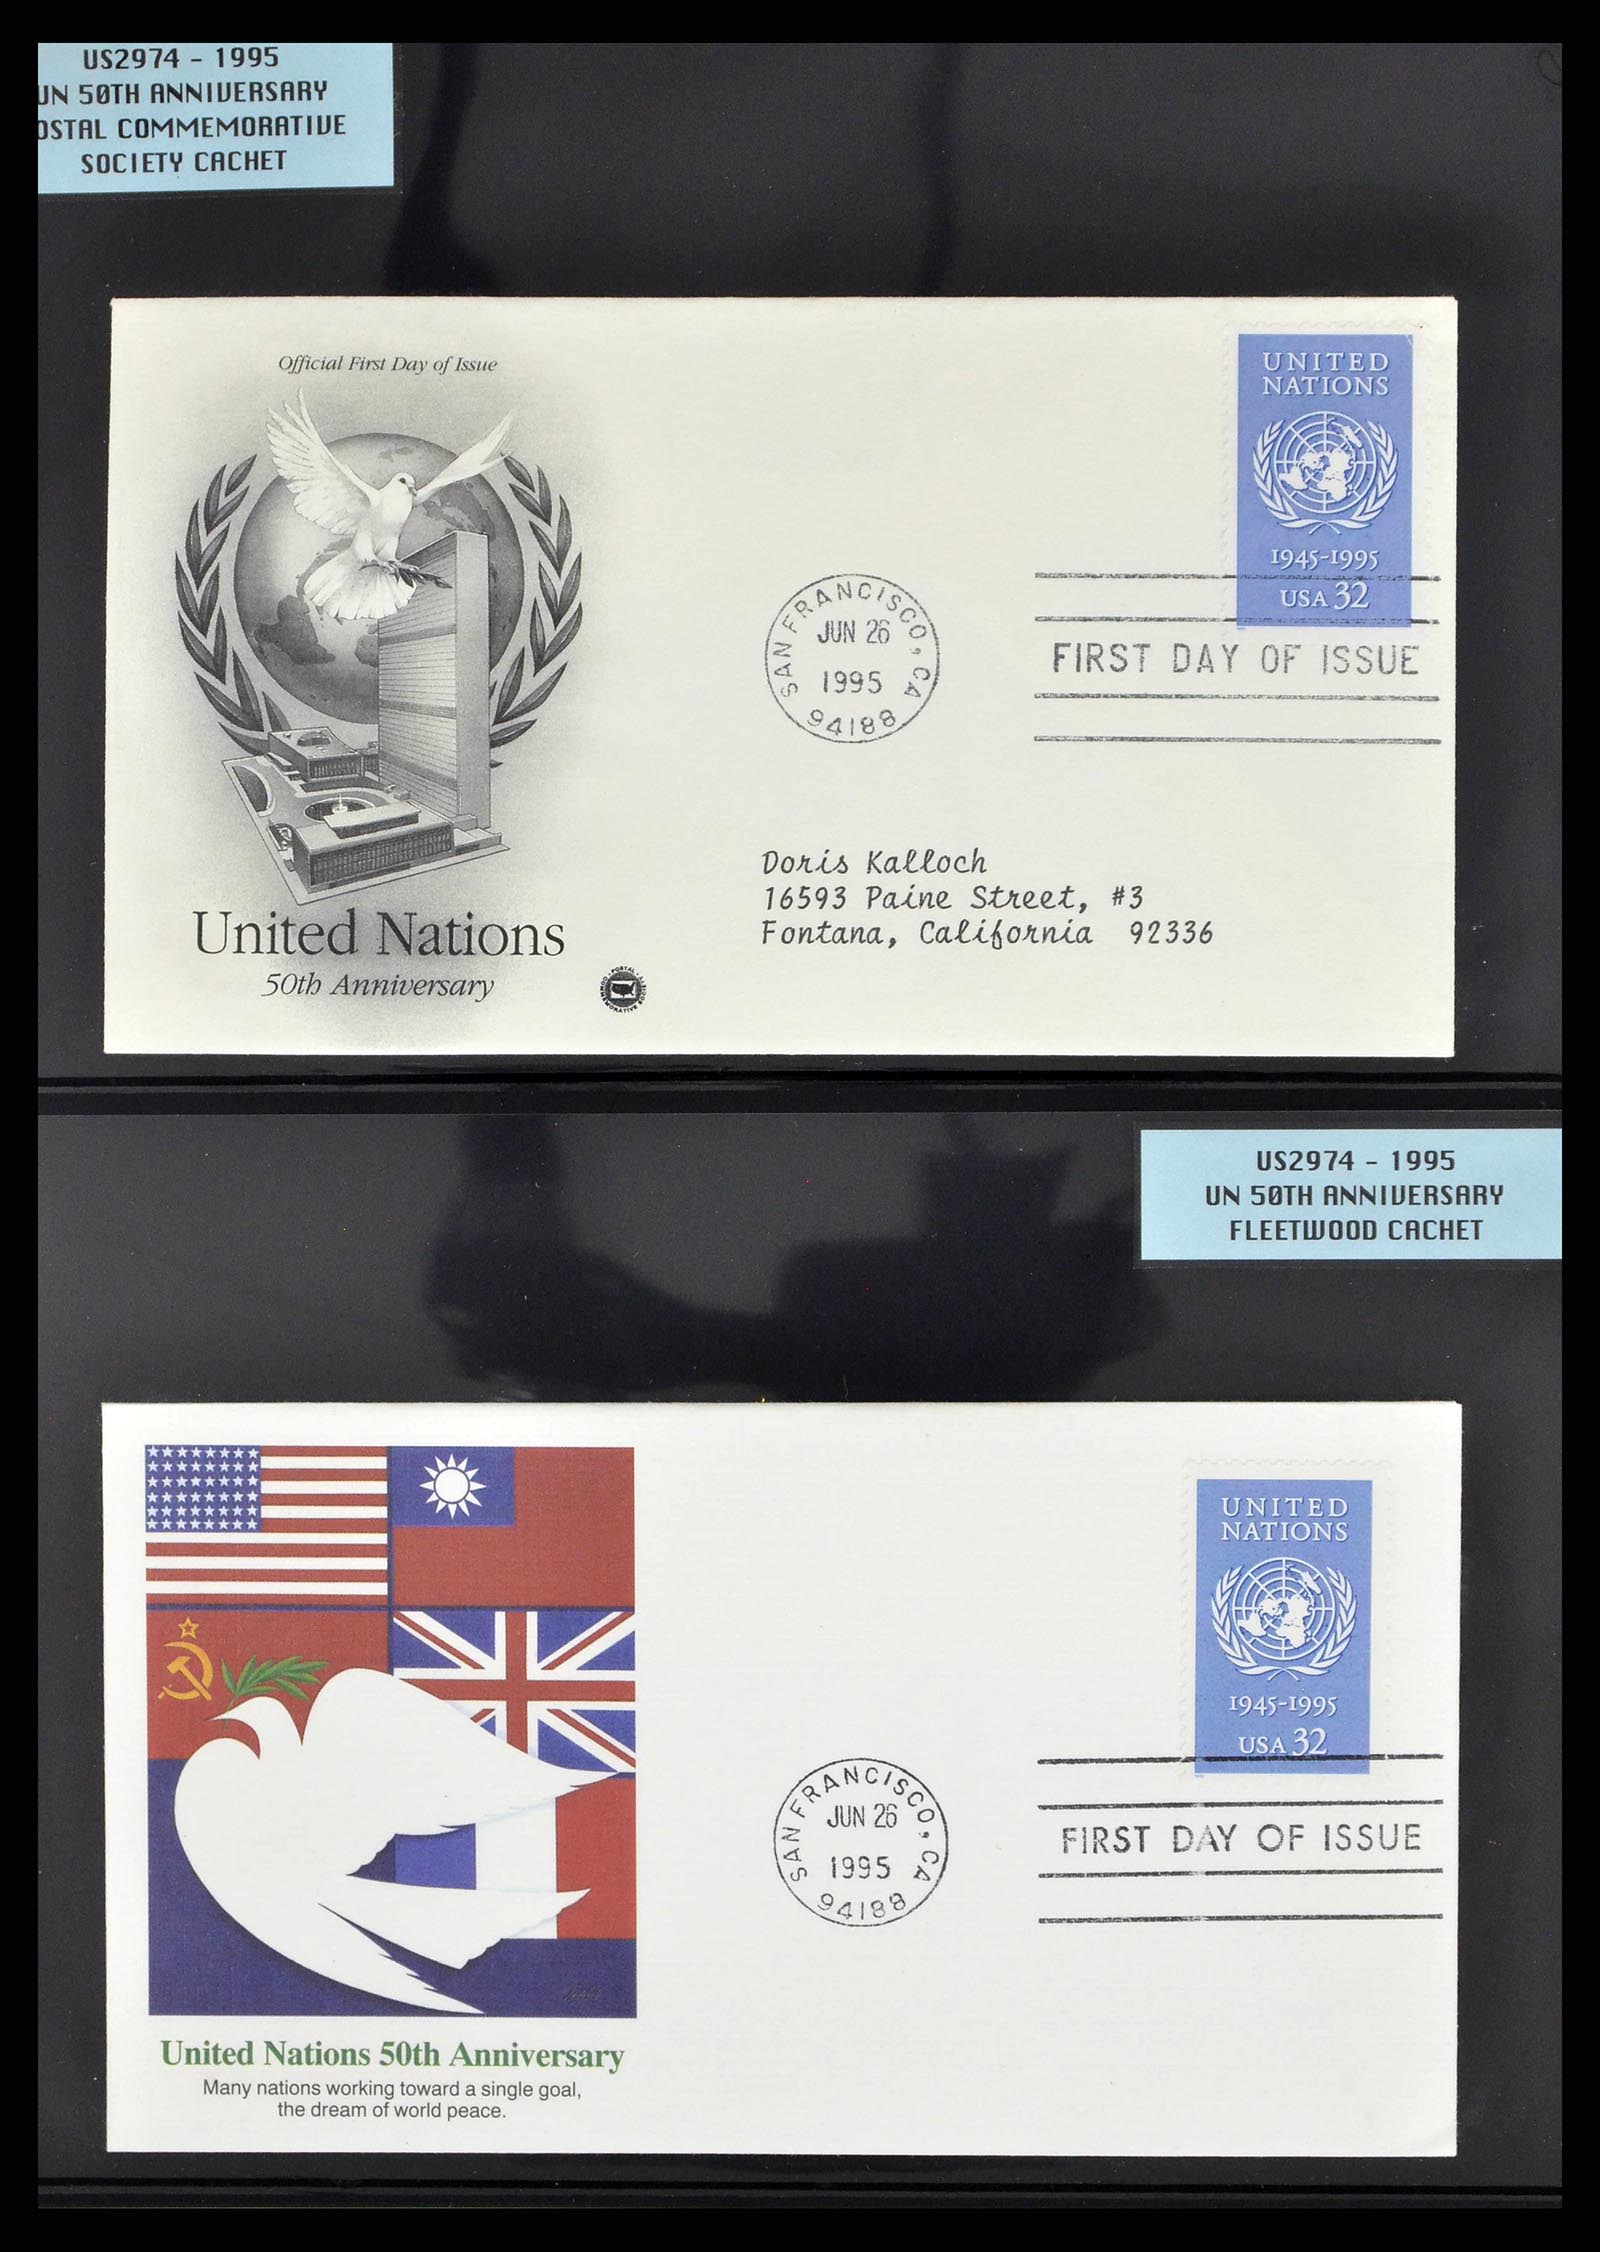 US2974 - 1995
UN 50TH ANNIVERSARY
OSTAL COMMEMORATIVE
SOCIETY CACHET
Official First Day of Issue
UNITED
NATIONS
1945-1995
USA 32
SAN FRANCISCO, CA
JUN 26
1995
94188
FIRST DAY OF ISSUE
Doris Kalloch
16593 Paine Street, #3
Fontana, California 92336
United Nations
50th Anniversary
POSTAL COMMEMORATIVE SOCIETY
US2974 - 1995
UN 50TH ANNIVERSARY
FLEETWOOD CACHET
UNITED
NATIONS
1945-1995
USA 32
SAN FRANCISCO, CA
JUN 26
1995
94188
FIRST DAY OF ISSUE
United Nations 50th Anniversary
Many nations working toward a single goal,
the dream of world peace.